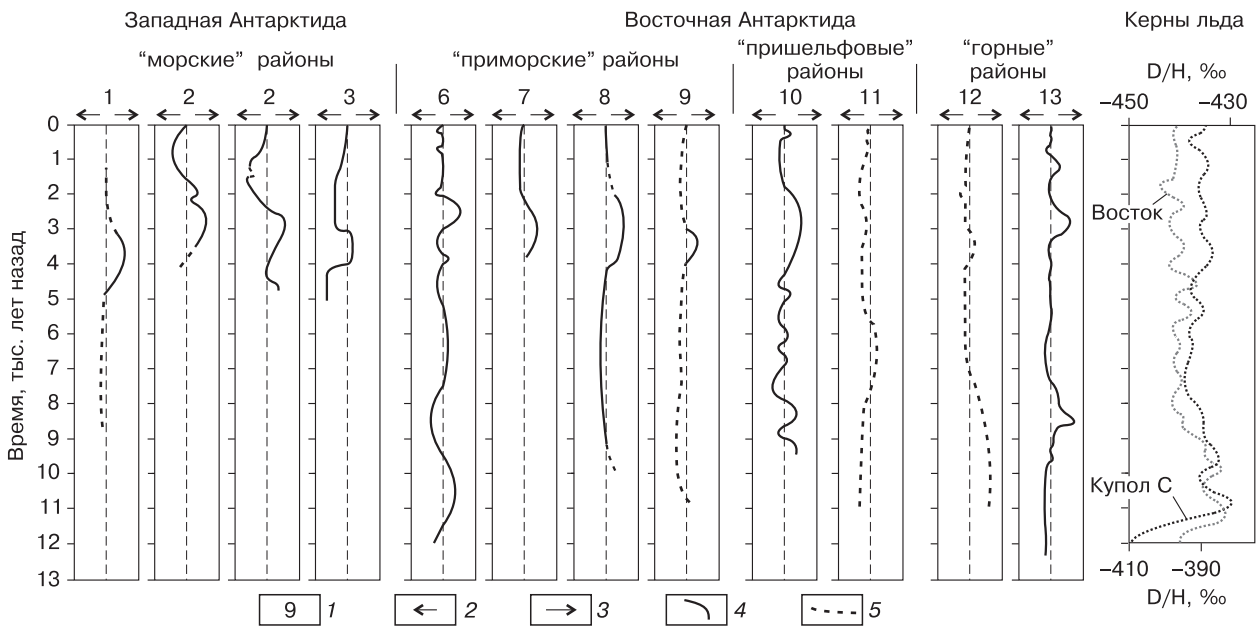 Западная Антарктида
Восточная Антарктида
Керны льда
“морские” районы
“приморские” районы
“пришельфовые” районы
“горные” районы
D/H, ‰
1 2 2 3 6 7 8 9 10 11 12 13
–450 –430
Время, тыс. лет назад
0
1
2
3
4
5
6
7
8
9
10
11
12
13
Восток
Купол С
–410 –390
D/H, ‰
9 1 2 3 4 5